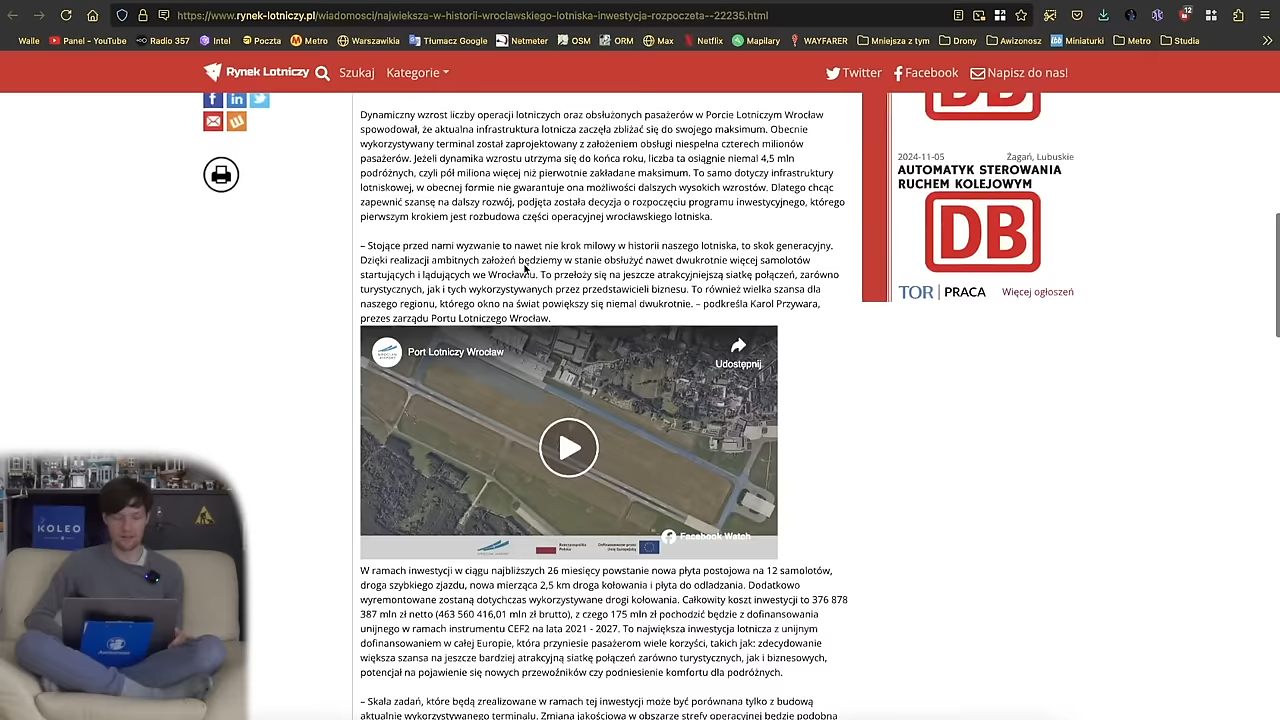 https://www.rynek-lotniczy.pl/wiadomosci/najwieksza-w-historii-wroclawskiego-lotniska-inwestycja-rozpoczeta--22235.html
12
Walle Panel - YouTube Radio 357 Intel Poczta Metro Warszawikia Tłumacz Google Netmeter OSM ORM Max Netflix Mapilary WAYFARER Mniejsza z tym Drony Awizonosz Miniaturki Metro Studia
Rynek Lotniczy Szukaj Kategorie Twitter Facebook Napisz do nas!
Dynamiczny wzrost liczby operacji lotniczych oraz obsłużonych pasażerów w Porcie Lotniczym Wrocław
spowodował, że aktualna infrastruktura lotnicza zaczęła zbliżać się do swojego maksimum. Obecnie
wykorzystywany terminal został zaprojektowany z założeniem obsługi niespełna czterech milionów
pasażerów. Jeżeli dynamika wzrostu utrzyma się do końca roku, liczba ta osiągnie niemal 4,5 mln
podróżnych, czyli pół miliona więcej niż pierwotnie zakładane maksimum. To samo dotyczy infrastruktury
lotniskowej, w obecnej formie nie gwarantuje ona możliwości dalszych wysokich wzrostów. Dlatego chcąc
zapewnić szansę na dalszy rozwój, podjęta została decyzja o rozpoczęciu programu inwestycyjnego, którego
pierwszym krokiem jest rozbudowa części operacyjnej wrocławskiego lotniska.
– Stojące przed nami wyzwanie to nawet nie krok milowy w historii naszego lotniska, to skok generacyjny.
Dzięki realizacji ambitnych założeń będziemy w stanie obsłużyć nawet dwukrotnie więcej samolotów
startujących i lądujących we Wrocławiu. To przełoży się na jeszcze atrakcyjniejszą siatkę połączeń, zarówno
turystycznych, jak i tych wykorzystywanych przez przedstawicieli biznesu. To również wielka szansa dla
naszego regionu, którego okno na świat powiększy się niemal dwukrotnie. – podkreśla Karol Przywara,
prezes zarządu Portu Lotniczego Wrocław.
DB
2024-11-05 Żagań, Lubuskie
AUTOMATYK STEROWANIA
RUCHEM KOLEJOWYM
DB
TOR PRACA Więcej ogłoszeń
Port Lotniczy Wrocław
Udostępnij
Facebook Watch
Rzeczpospolita
Polska
Dofinansowane przez
Unię Europejską
W ramach inwestycji w ciągu najbliższych 26 miesięcy powstanie nowa płyta postojowa na 12 samolotów,
droga szybkiego zjazdu, nowa mierząca 2,5 km droga kołowania i płyta do odladzania. Dodatkowo
wyremontowane zostaną dotychczas wykorzystywane drogi kołowania. Całkowity koszt inwestycji to 376 878
387 mln zł netto (463 560 416,01 mln zł brutto), z czego 175 mln zł pochodzić będzie z dofinansowania
unijnego w ramach instrumentu CEF2 na lata 2021 - 2027. To największa inwestycja lotnicza z unijnym
dofinansowaniem w całej Europie, która przyniesie pasażerom wiele korzyści, takich jak: zdecydowanie
większa szansa na jeszcze bardziej atrakcyjną siatkę połączeń zarówno turystycznych, jak i biznesowych,
potencjał na pojawienie się nowych przewoźników czy podniesienie komfortu dla podróżnych.
– Skala zadań, które będą zrealizowane w ramach tej inwestycji może być porównana tylko z budową
aktualnie wykorzystywanego terminalu. Zmiana jakościowa w obszarze strefy operacyjnej będzie podobna
KOLEO